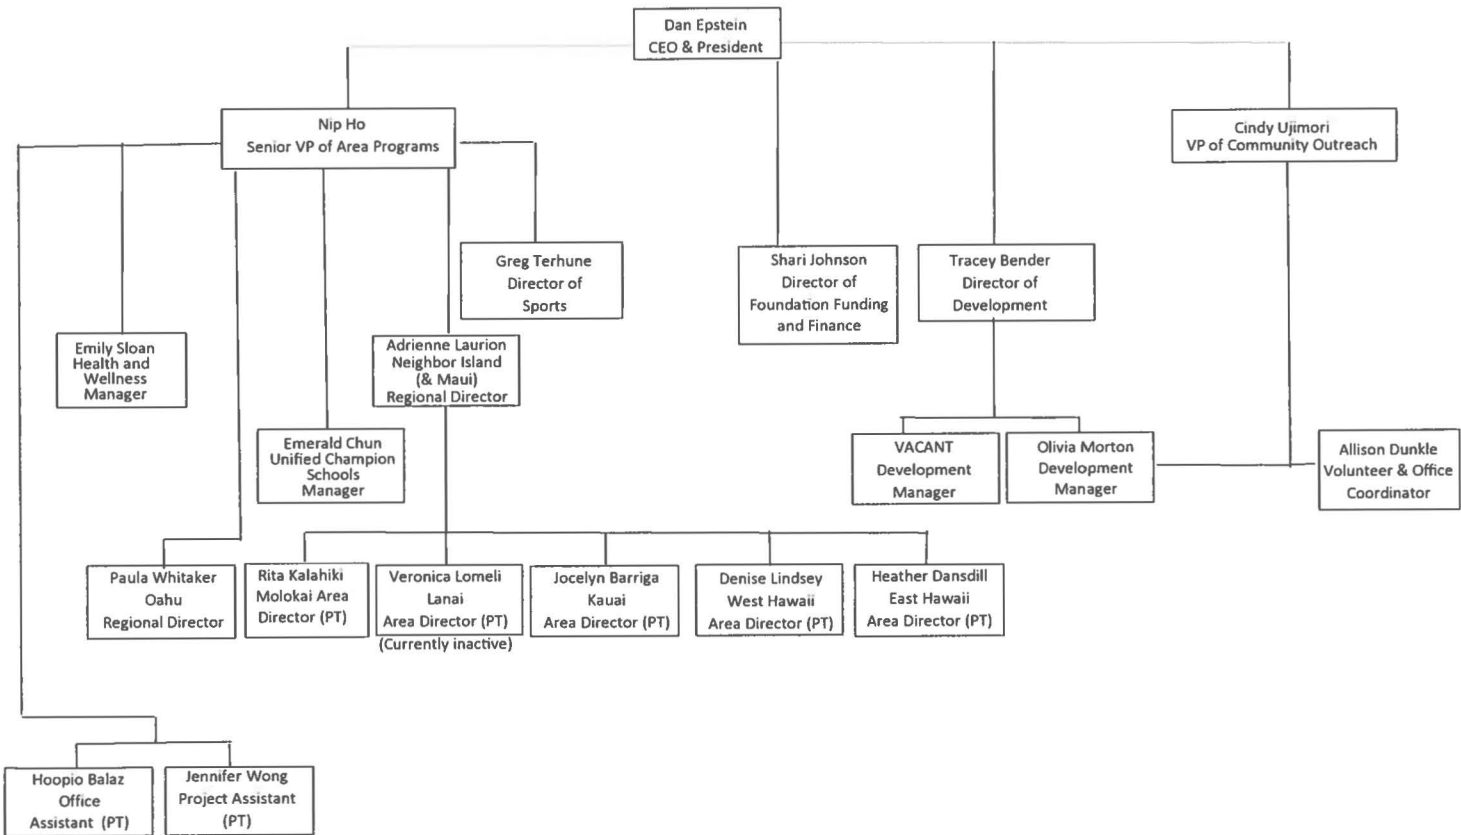 Dan Epstein
CEO & President
Nip Ho
Senior VP of Area Programs
Cindy Ujimori
VP of Community Outreach
Greg Terhune
Director of
Sports
Shari Johnson
Director of
Foundation Funding
and Finance
Tracey Bender
Director of
Development
Emily Sloan
Health and
Wellness
Manager
Adrienne Laurion
Neighbor Island
(& Maui)
Regional Director
Emerald Chun
Unified Champion
Schools
Manager
VACANT
Development
Manager
Olivia Morton
Development
Manager
Allison Dunkle
Volunteer & Office
Coordinator
Paula Whitaker
Oahu
Regional Director
Rita Kalahiki
Molokai Area
Director (PT)
Veronica Lomeli
Lanai
Area Director (PT)
(Currently inactive)
Jocelyn Barriga
Kauai
Area Director (PT)
Denise Lindsey
West Hawaii
Area Director (PT)
Heather Dansdill
East Hawaii
Area Director (PT)
Hoopio Balaz
Office
Assistant (PT)
Jennifer Wong
Project Assistant
(PT)